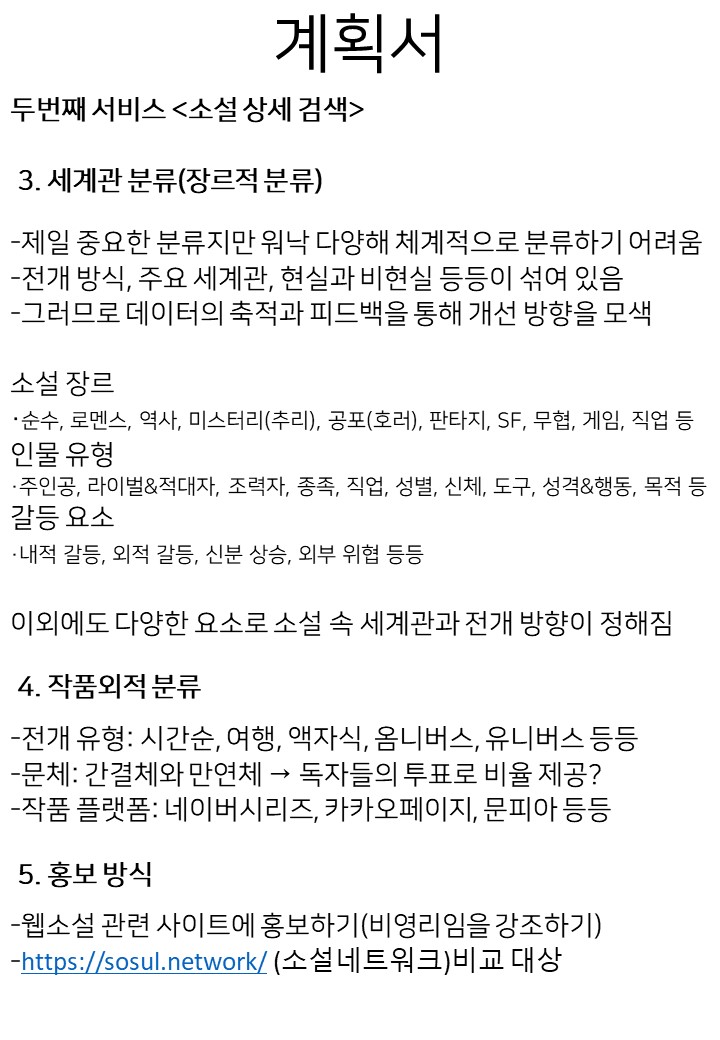 계획서
두번째 서비스 <소설 상세 검색>
3. 세계관 분류(장르적 분류)
-제일 중요한 분류지만 워낙 다양해 체계적으로 분류하기 어려움
-전개 방식, 주요 세계관, 현실과 비현실 등등이 섞여 있음
-그러므로 데이터의 축적과 피드백을 통해 개선 방향을 모색
소설 장르
·순수, 로멘스, 역사, 미스터리(추리), 공포(호러), 판타지, SF, 무협, 게임, 직업 등
인물 유형
·주인공, 라이벌&적대자, 조력자, 종족, 직업, 성별, 신체, 도구, 성격&행동, 목적 등
갈등 요소
·내적 갈등, 외적 갈등, 신분 상승, 외부 위협 등등
이외에도 다양한 요소로 소설 속 세계관과 전개 방향이 정해짐
4. 작품외적 분류
-전개 유형: 시간순, 여행, 액자식, 옴니버스, 유니버스 등등
-문체: 간결체와 만연체 → 독자들의 투표로 비율 제공?
-작품 플랫폼: 네이버시리즈, 카카오페이지, 문피아 등등
5. 홍보 방식
-웹소설 관련 사이트에 홍보하기(비영리임을 강조하기)
-https://sosul.network/ (소설네트워크)비교 대상